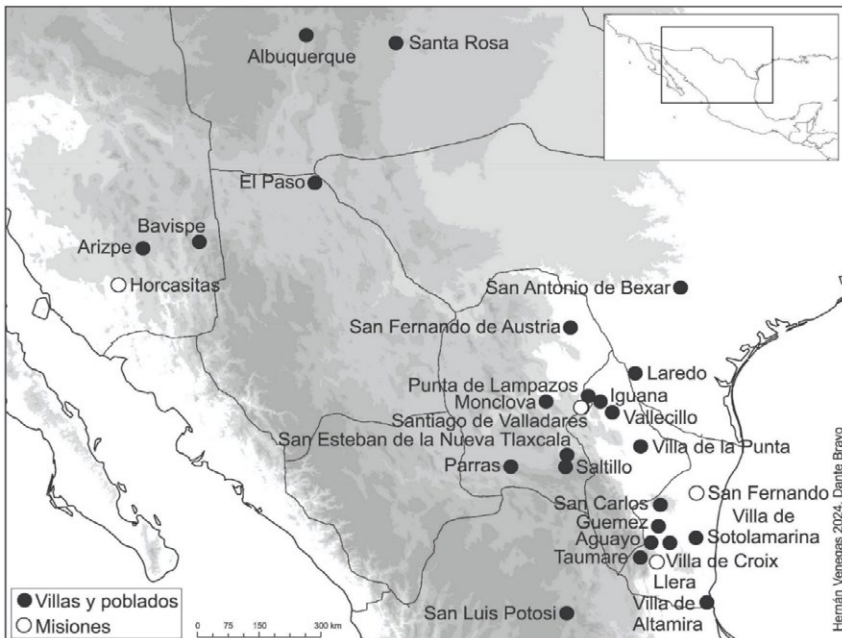 Albuquerque
Santa Rosa
El Paso
Bavispe
Arizpe
Horcasitas
San Antonio de Bexar
San Fernando de Austria
Laredo
Punta de Lampazos
Iguana
Monclova
Vallecillo
Santiago de Valladares
San Esteban de la Nueva Tlaxcala
Villa de la Punta
Parras
Saltillo
San Carlos
San Fernando
Guemez
Villa de
Sotolamarina
Aguayo
Taumare
Villa de Croix
Llera
Villa de
Altamira
San Luis Potosi
Villas y poblados
Misiones
0 75 150 300 km
Hernán Venegas 2024, Dante Bravo